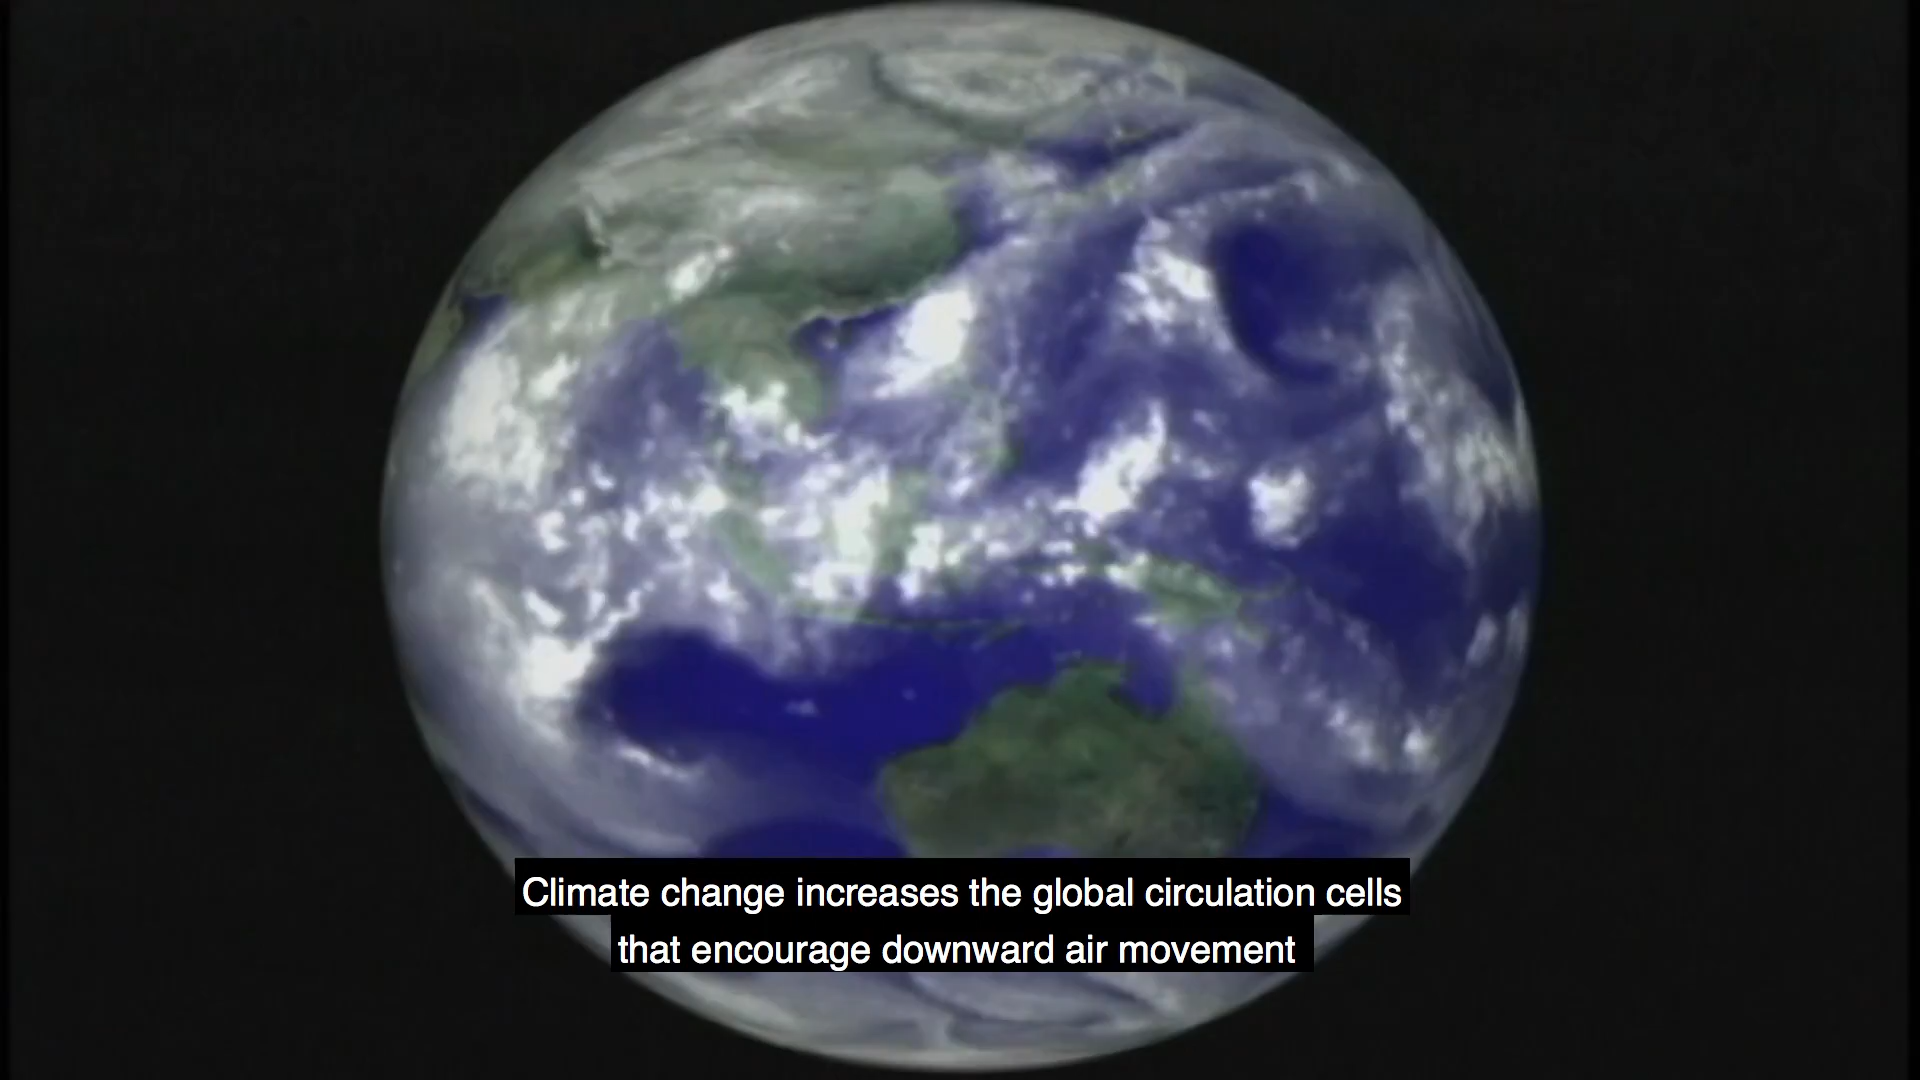 Climate change increases the global circulation cells
that encourage downward air movement